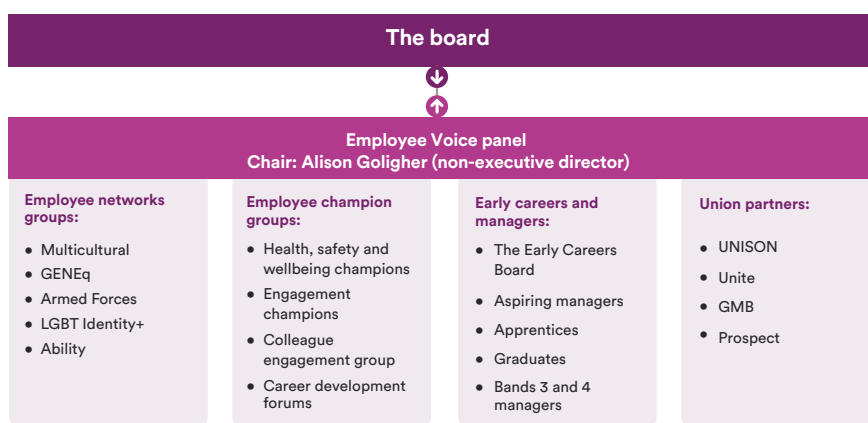 The board
Employee Voice panel
Chair: Alison Goligher (non-executive director)
Employee networks
groups:
● Multicultural
● GENEq
● Armed Forces
● LGBT Identity+
● Ability
Employee champion
groups:
● Health, safety and
wellbeing champions
● Engagement
champions
● Colleague
engagement group
● Career development
forums
Early careers and
managers:
● The Early Careers
Board
● Aspiring managers
● Apprentices
● Graduates
● Bands 3 and 4
managers
Union partners:
● UNISON
● Unite
● GMB
● Prospect